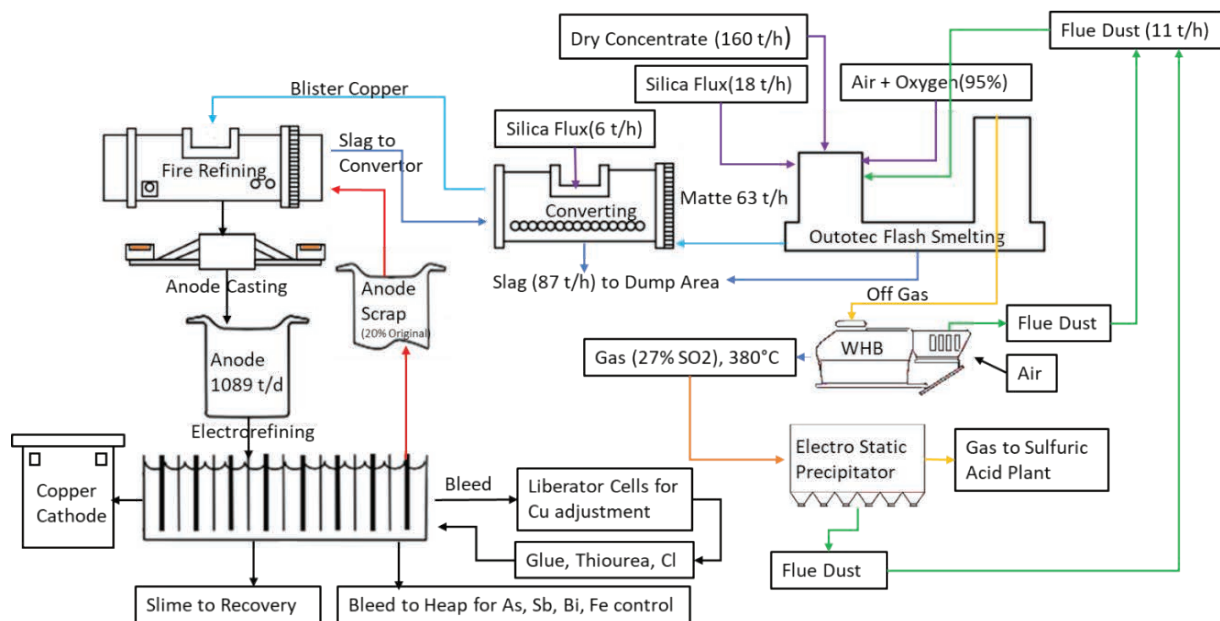 Dry Concentrate (160 t/h)
Flue Dust (11 t/h)
Silica Flux(18 t/h)
Air + Oxygen(95%)
Blister Copper
Silica Flux(6 t/h)
Slag to
Convertor
Fire Refining
Converting
Matte 63 t/h
Outotec Flash Smelting
Slag (87 t/h) to Dump Area
Anode Casting
Anode
Scrap
(20% Original)
Off Gas
Flue Dust
Gas (27% SO2), 380°C
WHB
Air
Anode
1089 t/d
Electrorefining
Electro Static
Precipitator
Gas to Sulfuric
Acid Plant
Copper
Cathode
Bleed
Liberator Cells for
Cu adjustment
Glue, Thiourea, Cl
Flue Dust
Slime to Recovery
Bleed to Heap for As, Sb, Bi, Fe control